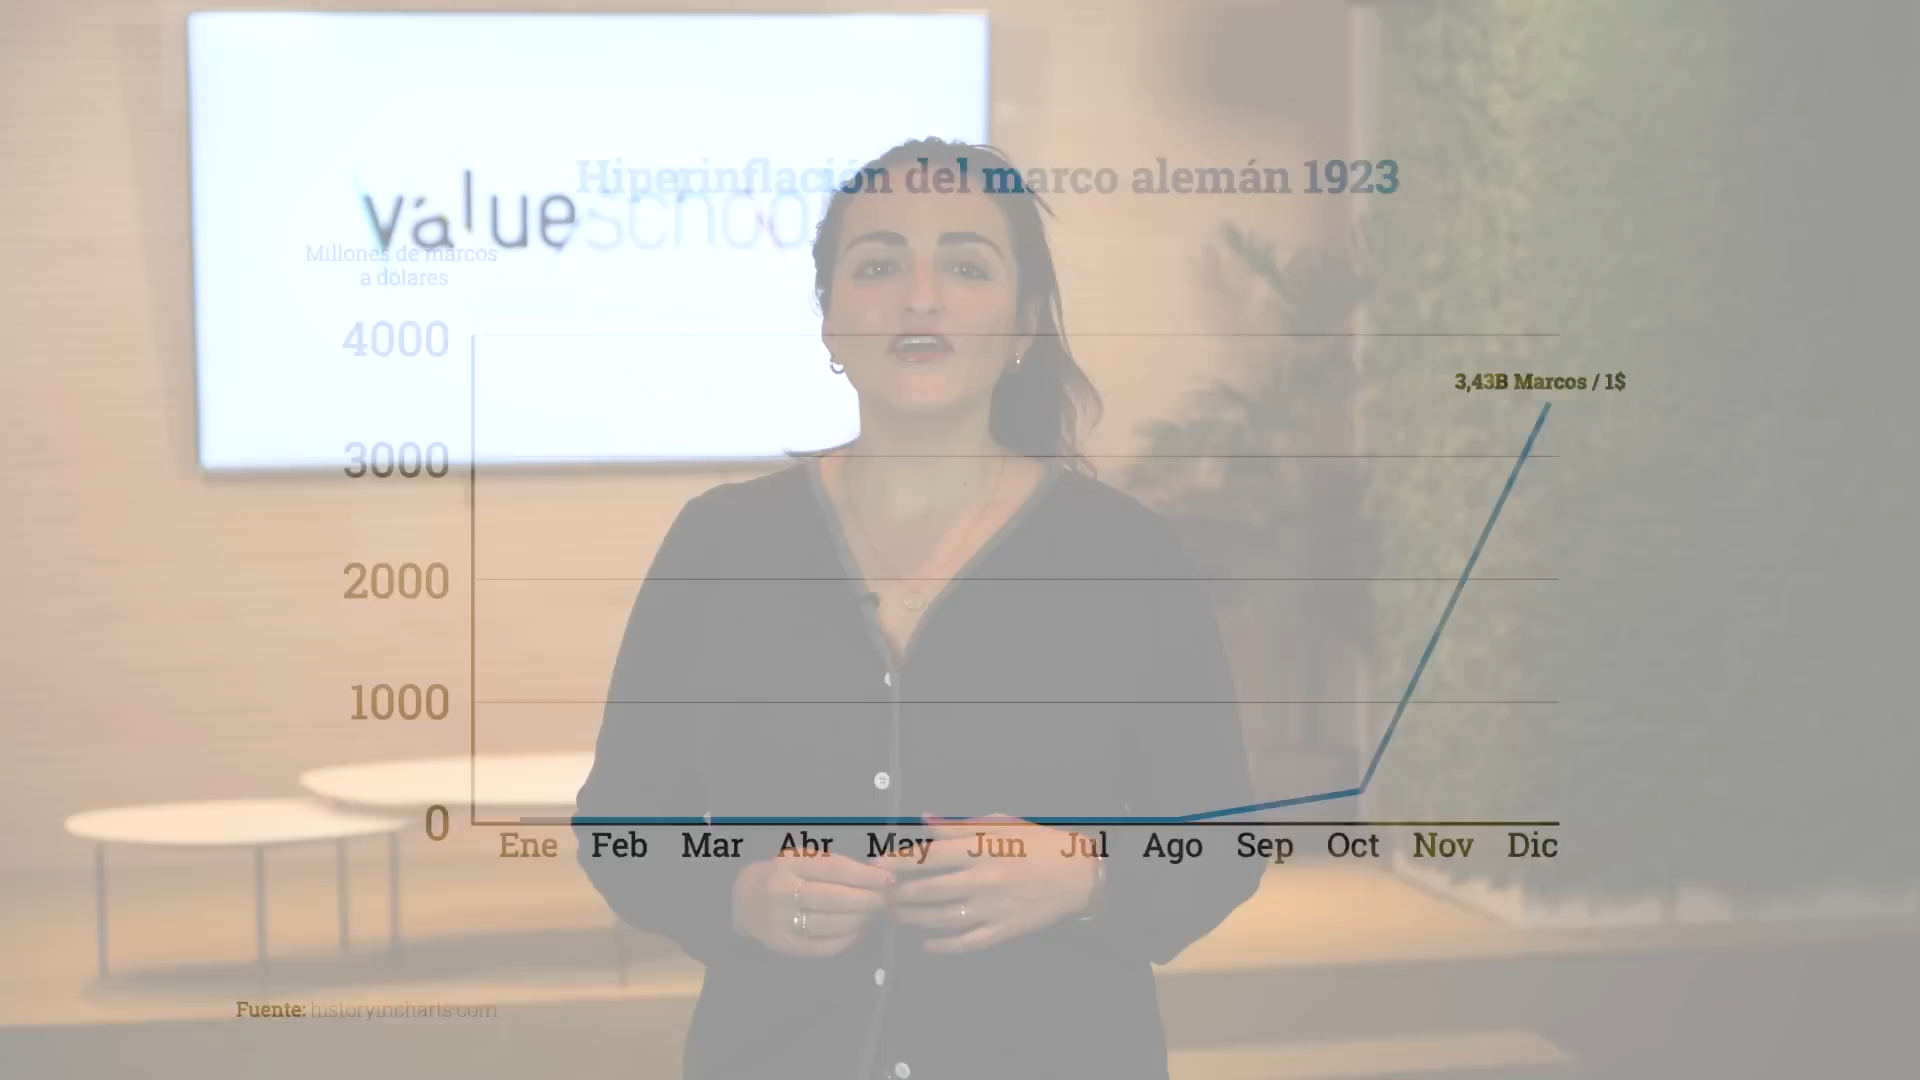 value school
Hiperinflación del marco alemán 1923
Millones de marcos
a dólares
4000
3,43B Marcos / 1$
3000
2000
1000
0
Ene Feb Mar Abr May Jun Jul Ago Sep Oct Nov Dic
Fuente: historyincharts.com